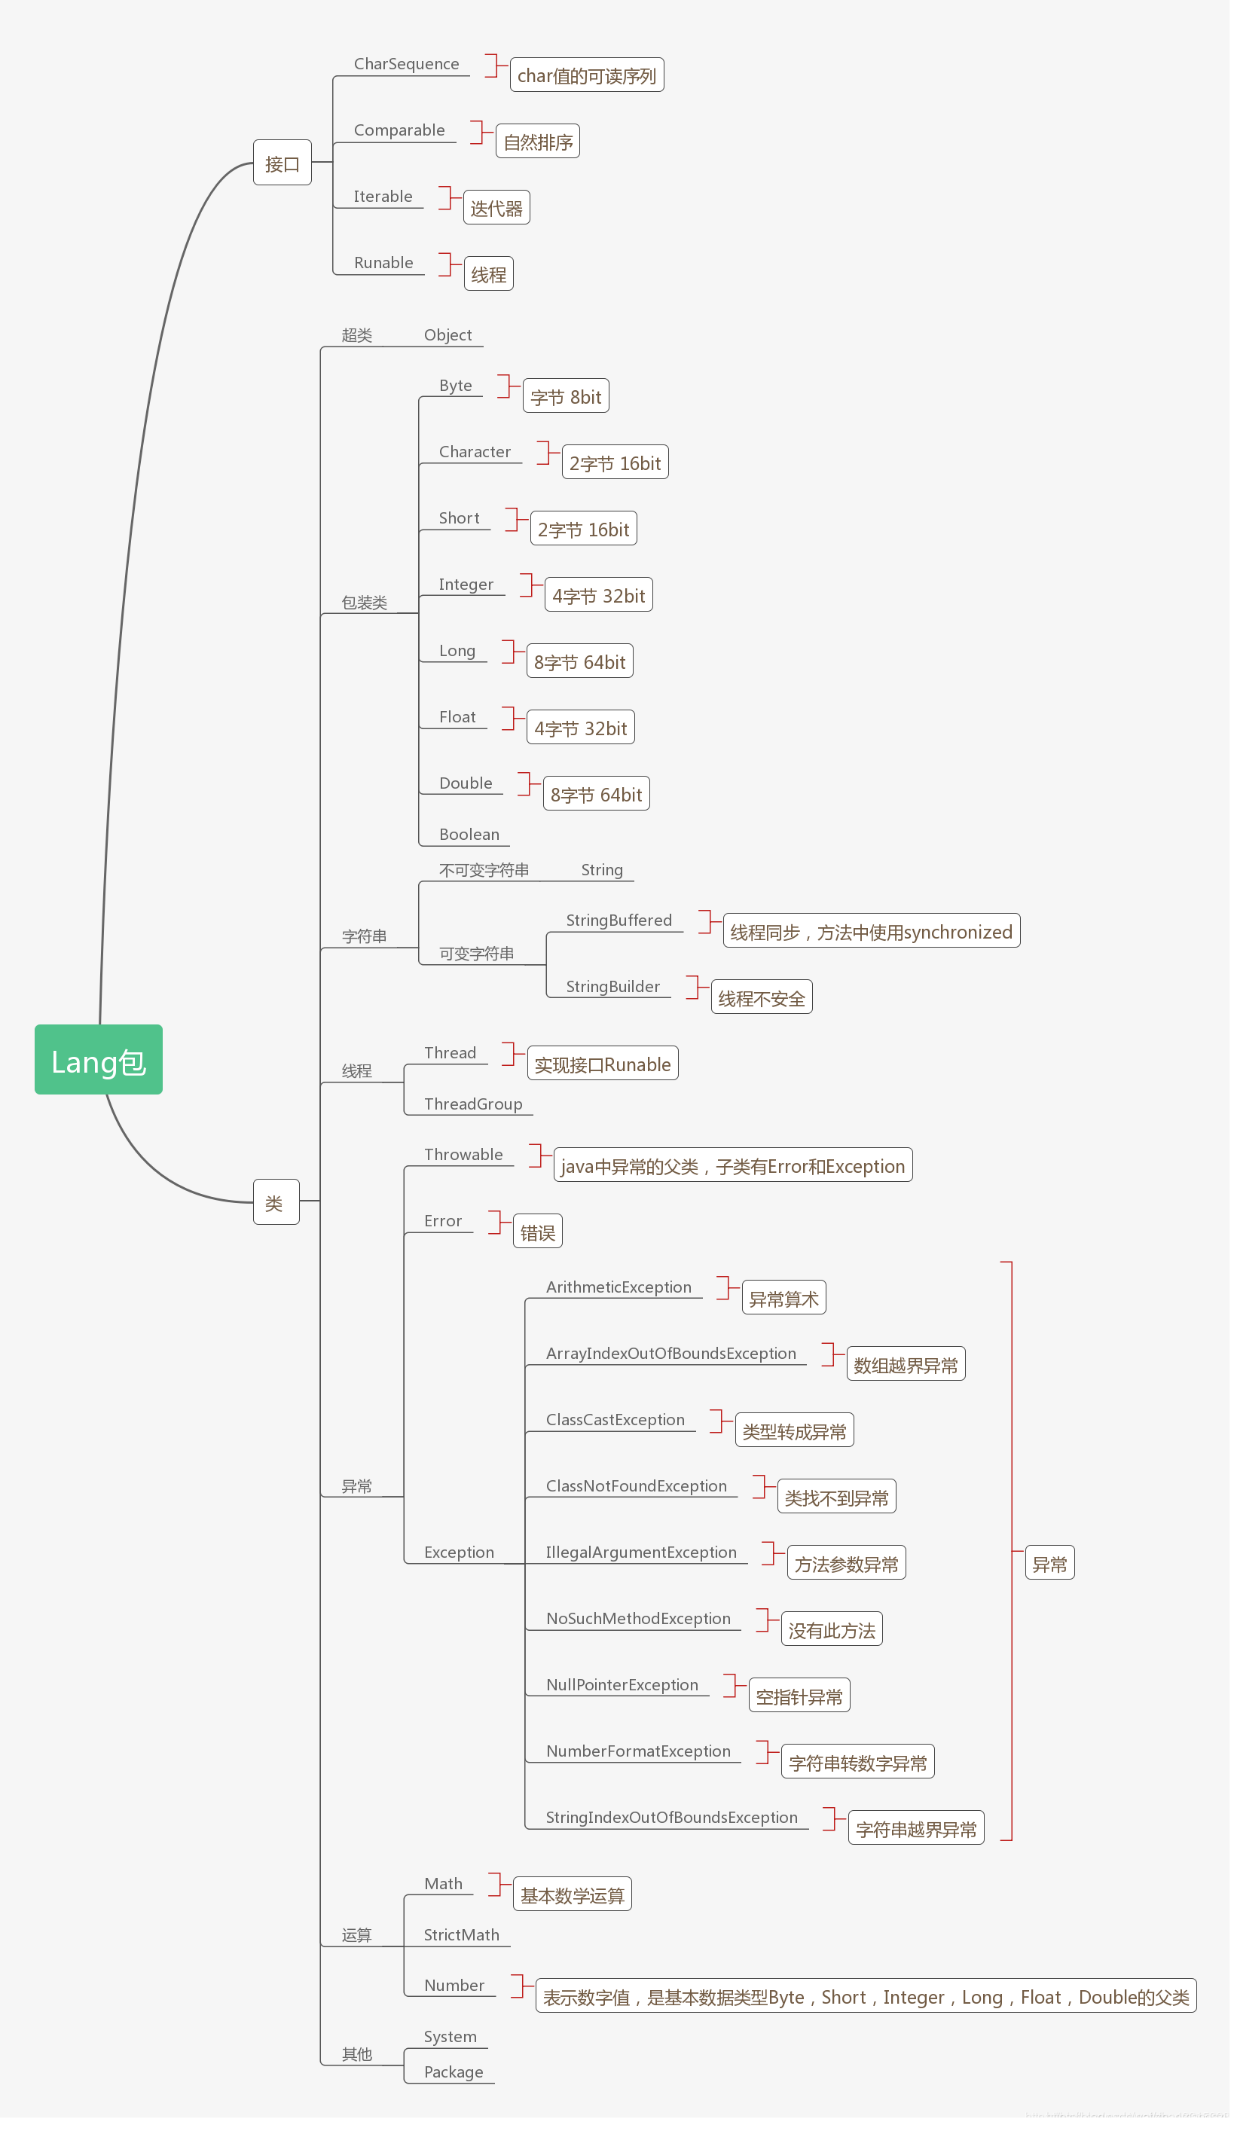 CharSequence
char值的可读序列
Comparable
自然排序
接口
Iterable
迭代器
Runable
线程
超类
Object
Byte
字节 8bit
Character
2字节 16bit
Short
2字节 16bit
Integer
4字节 32bit
包装类
Long
8字节 64bit
Float
4字节 32bit
Double
8字节 64bit
Boolean
不可变字符串
String
字符串
StringBuffered
线程同步，方法中使用synchronized
可变字符串
StringBuilder
线程不安全
Lang包
线程
Thread
实现接口Runable
ThreadGroup
类
Throwable
java中异常的父类，子类有Error和Exception
Error
错误
ArithmeticException
异常算术
ArrayIndexOutOfBoundsException
数组越界异常
ClassCastException
类型转成异常
异常
ClassNotFoundException
类找不到异常
Exception
IllegalArgumentException
方法参数异常
异常
NoSuchMethodException
没有此方法
NullPointerException
空指针异常
NumberFormatException
字符串转数字异常
StringIndexOutOfBoundsException
字符串越界异常
Math
基本数学运算
运算
StrictMath
Number
表示数字值，是基本数据类型Byte，Short，Integer，Long，Float，Double的父类
其他
System
Package